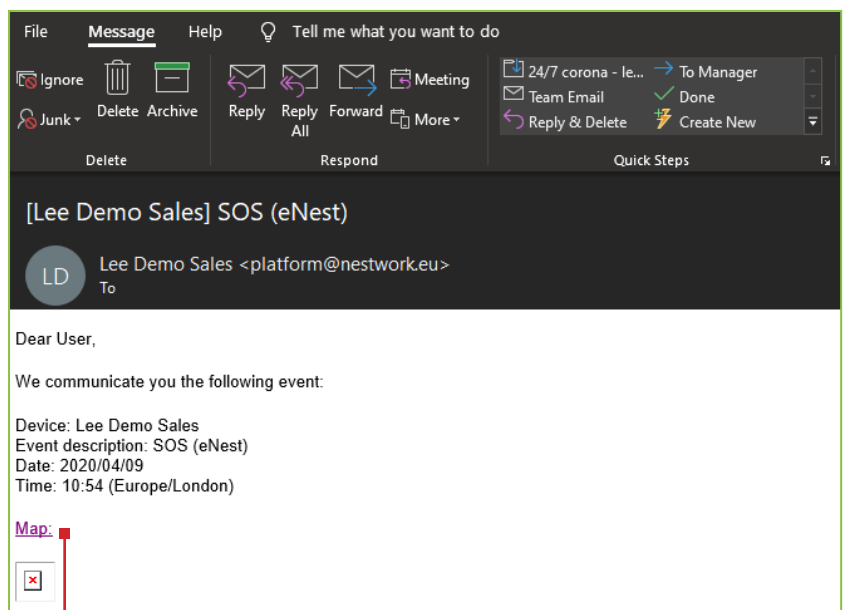 File Message Help Tell me what you want to do
Ignore
Junk
Delete Archive
Reply Reply All Forward
Meeting
More
24/7 corona - le... To Manager
Team Email Done
Reply & Delete Create New
Delete Respond Quick Steps
[Lee Demo Sales] SOS (eNest)
LD
Lee Demo Sales <platform@nestwork.eu>
To
Dear User,
We communicate you the following event:
Device: Lee Demo Sales
Event description: SOS (eNest)
Date: 2020/04/09
Time: 10:54 (Europe/London)
Map: